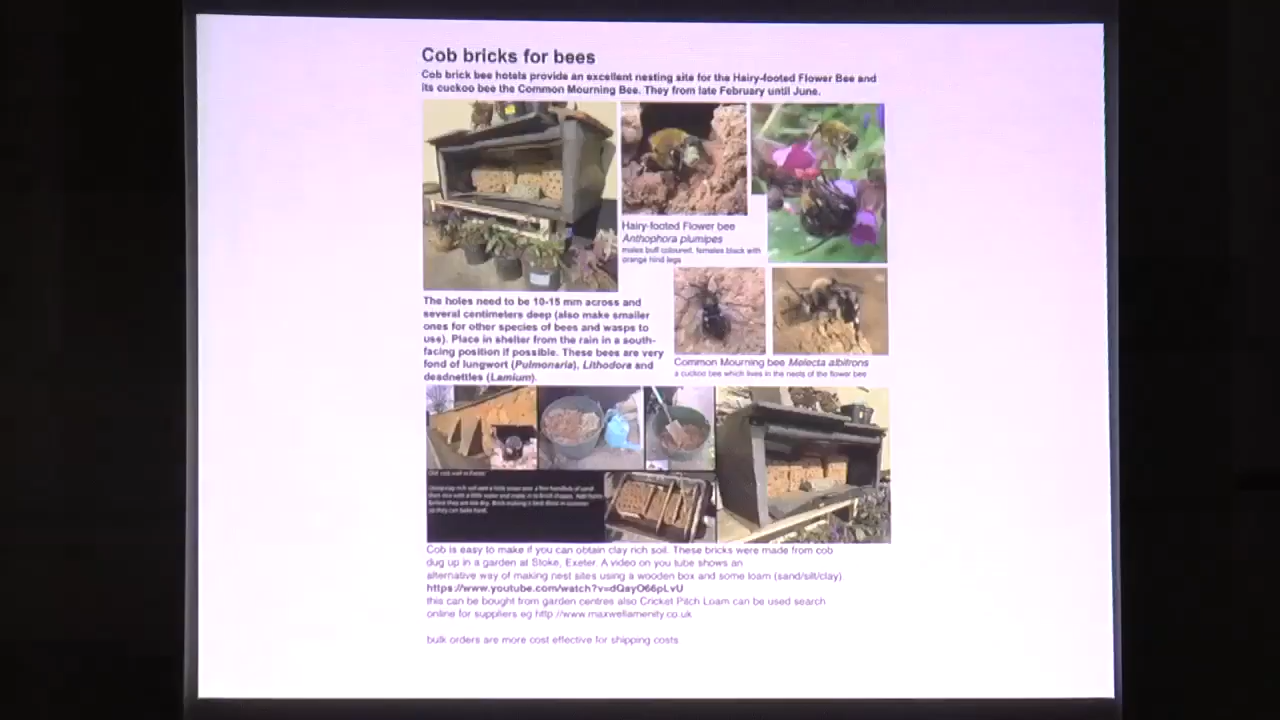 Cob bricks for bees
Cob brick bee hotels provide an excellent nesting site for the Hairy-footed Flower Bee and
its cuckoo bee the Common Mourning Bee. They from late February until June.
Hairy-footed Flower bee
Anthophora plumipes
males buff coloured, females black with
orange hind legs
The holes need to be 10-15 mm across and
several centimeters deep (also make smaller
ones for other species of bees and wasps to
use). Place in shelter from the rain in a south-
facing position if possible. These bees are very
fond of lungwort (Pulmonaria), Lithodora and
deadnettles (Lamium).
Common Mourning bee Melecta albifrons
a cuckoo bee which lives in the nests of the flower bee
Cob is easy to make if you can obtain clay rich soil. These bricks were made from cob
dug up in a garden at Stoke, Exeter. A video on you tube shows an
alternative way of making nest sites using a wooden box and some loam (sand/silt/clay)
https://www.youtube.com/watch?v=dQayO66pLvU
this can be bought from garden centres also Cricket Pitch Loam can be used search
online for suppliers eg http://www.maxwellamenity.co.uk
bulk orders are more cost effective for shipping costs